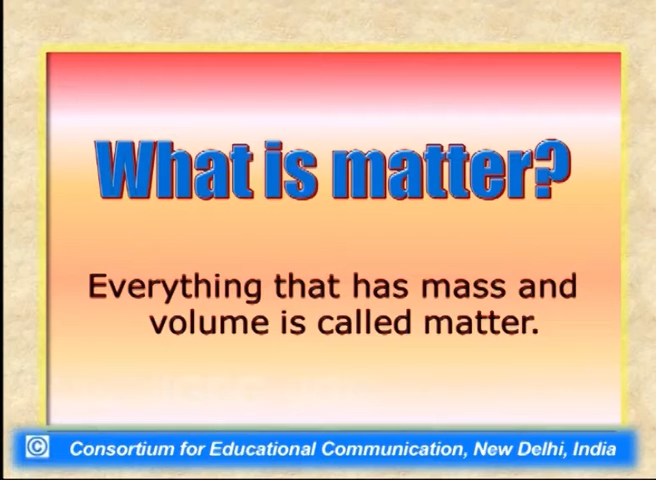 What is matter?
Everything that has mass and
volume is called matter.
© Consortium for Educational Communication, New Delhi, India